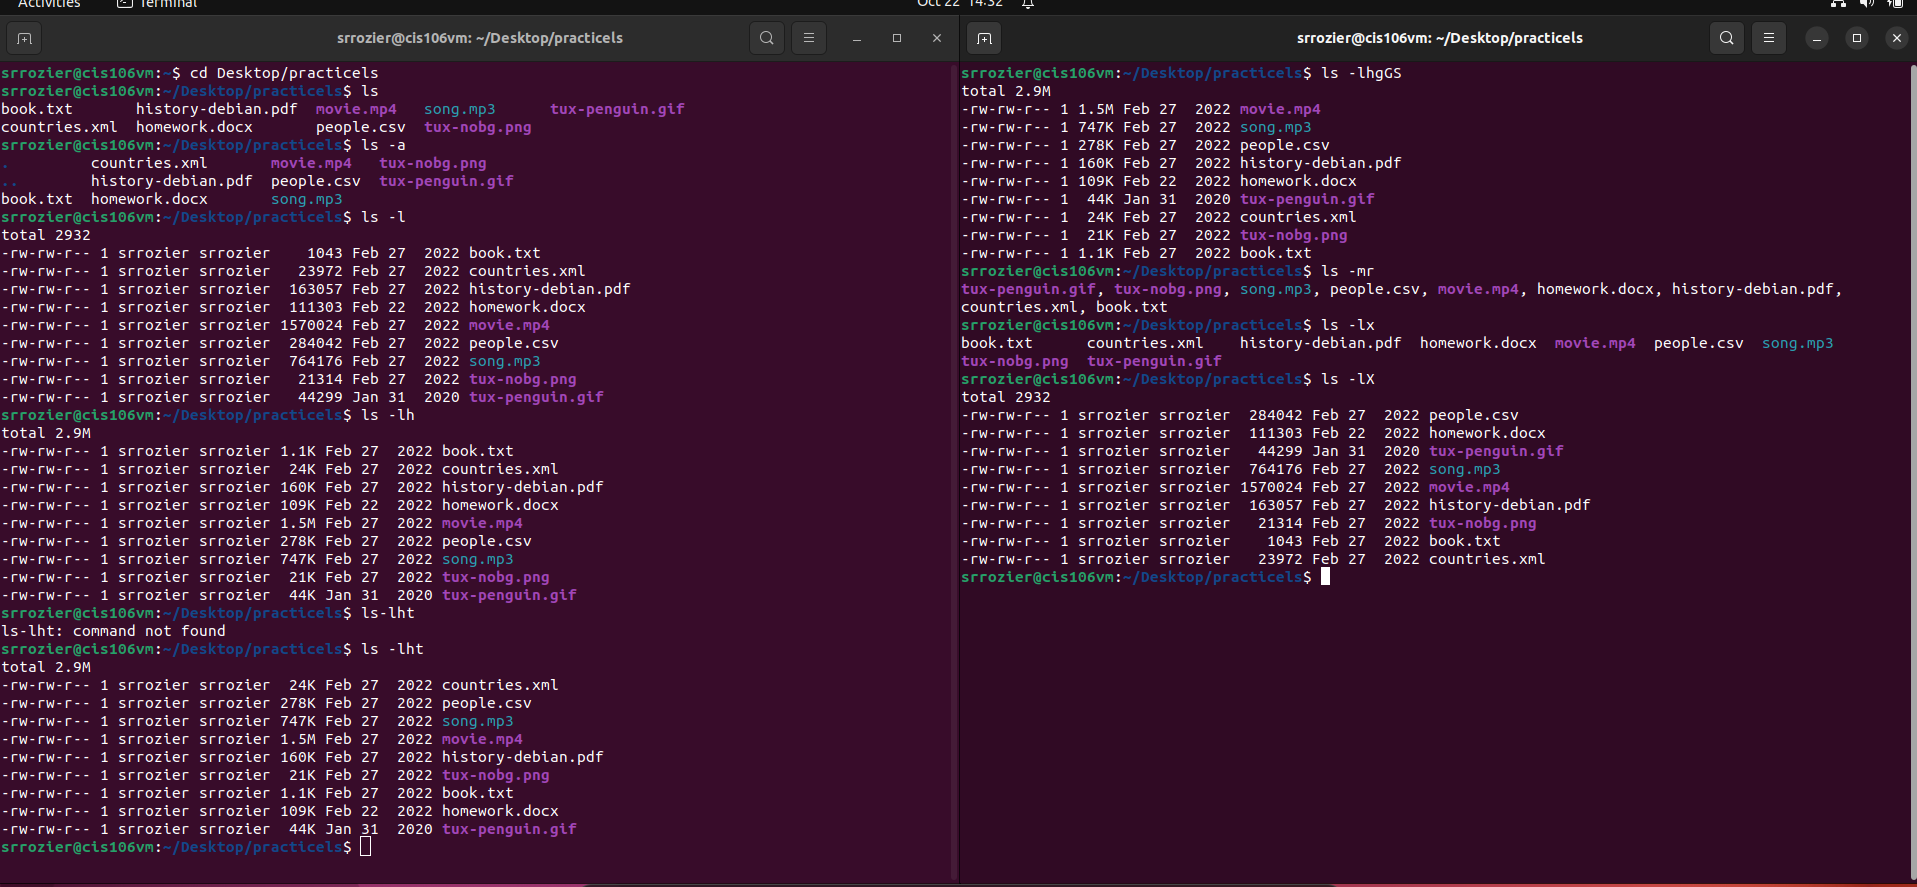 Activities Terminal Oct 22 14:32
srrozier@cis106vm: ~/Desktop/practicels
srrozier@cis106vm:~$ cd Desktop/practicels
srrozier@cis106vm:~/Desktop/practicels$ ls
book.txt history-debian.pdf movie.mp4 song.mp3 tux-penguin.gif
countries.xml homework.docx people.csv tux-nobg.png
srrozier@cis106vm:~/Desktop/practicels$ ls -a
. countries.xml movie.mp4 tux-nobg.png
.. history-debian.pdf people.csv tux-penguin.gif
book.txt homework.docx song.mp3
srrozier@cis106vm:~/Desktop/practicels$ ls -l
total 2932
-rw-rw-r-- 1 srrozier srrozier 1043 Feb 27 2022 book.txt
-rw-rw-r-- 1 srrozier srrozier 23972 Feb 27 2022 countries.xml
-rw-rw-r-- 1 srrozier srrozier 163057 Feb 27 2022 history-debian.pdf
-rw-rw-r-- 1 srrozier srrozier 111303 Feb 22 2022 homework.docx
-rw-rw-r-- 1 srrozier srrozier 1570024 Feb 27 2022 movie.mp4
-rw-rw-r-- 1 srrozier srrozier 284042 Feb 27 2022 people.csv
-rw-rw-r-- 1 srrozier srrozier 764176 Feb 27 2022 song.mp3
-rw-rw-r-- 1 srrozier srrozier 21314 Feb 27 2022 tux-nobg.png
-rw-rw-r-- 1 srrozier srrozier 44299 Jan 31 2020 tux-penguin.gif
srrozier@cis106vm:~/Desktop/practicels$ ls -lh
total 2.9M
-rw-rw-r-- 1 srrozier srrozier 1.1K Feb 27 2022 book.txt
-rw-rw-r-- 1 srrozier srrozier 24K Feb 27 2022 countries.xml
-rw-rw-r-- 1 srrozier srrozier 160K Feb 27 2022 history-debian.pdf
-rw-rw-r-- 1 srrozier srrozier 109K Feb 22 2022 homework.docx
-rw-rw-r-- 1 srrozier srrozier 1.5M Feb 27 2022 movie.mp4
-rw-rw-r-- 1 srrozier srrozier 278K Feb 27 2022 people.csv
-rw-rw-r-- 1 srrozier srrozier 747K Feb 27 2022 song.mp3
-rw-rw-r-- 1 srrozier srrozier 21K Feb 27 2022 tux-nobg.png
-rw-rw-r-- 1 srrozier srrozier 44K Jan 31 2020 tux-penguin.gif
srrozier@cis106vm:~/Desktop/practicels$ ls-lht
ls-lht: command not found
srrozier@cis106vm:~/Desktop/practicels$ ls -lht
total 2.9M
-rw-rw-r-- 1 srrozier srrozier 24K Feb 27 2022 countries.xml
-rw-rw-r-- 1 srrozier srrozier 278K Feb 27 2022 people.csv
-rw-rw-r-- 1 srrozier srrozier 747K Feb 27 2022 song.mp3
-rw-rw-r-- 1 srrozier srrozier 1.5M Feb 27 2022 movie.mp4
-rw-rw-r-- 1 srrozier srrozier 160K Feb 27 2022 history-debian.pdf
-rw-rw-r-- 1 srrozier srrozier 21K Feb 27 2022 tux-nobg.png
-rw-rw-r-- 1 srrozier srrozier 1.1K Feb 27 2022 book.txt
-rw-rw-r-- 1 srrozier srrozier 109K Feb 22 2022 homework.docx
-rw-rw-r-- 1 srrozier srrozier 44K Jan 31 2020 tux-penguin.gif
srrozier@cis106vm:~/Desktop/practicels$
srrozier@cis106vm: ~/Desktop/practicels
srrozier@cis106vm:~/Desktop/practicels$ ls -lhgGS
total 2.9M
-rw-rw-r-- 1 1.5M Feb 27 2022 movie.mp4
-rw-rw-r-- 1 747K Feb 27 2022 song.mp3
-rw-rw-r-- 1 278K Feb 27 2022 people.csv
-rw-rw-r-- 1 160K Feb 27 2022 history-debian.pdf
-rw-rw-r-- 1 109K Feb 22 2022 homework.docx
-rw-rw-r-- 1 44K Jan 31 2020 tux-penguin.gif
-rw-rw-r-- 1 24K Feb 27 2022 countries.xml
-rw-rw-r-- 1 21K Feb 27 2022 tux-nobg.png
-rw-rw-r-- 1 1.1K Feb 27 2022 book.txt
srrozier@cis106vm:~/Desktop/practicels$ ls -mr
tux-penguin.gif, tux-nobg.png, song.mp3, people.csv, movie.mp4, homework.docx, history-debian.pdf,
countries.xml, book.txt
srrozier@cis106vm:~/Desktop/practicels$ ls -lx
book.txt countries.xml history-debian.pdf homework.docx movie.mp4 people.csv song.mp3
tux-nobg.png tux-penguin.gif
srrozier@cis106vm:~/Desktop/practicels$ ls -lX
total 2932
-rw-rw-r-- 1 srrozier srrozier 284042 Feb 27 2022 people.csv
-rw-rw-r-- 1 srrozier srrozier 111303 Feb 22 2022 homework.docx
-rw-rw-r-- 1 srrozier srrozier 44299 Jan 31 2020 tux-penguin.gif
-rw-rw-r-- 1 srrozier srrozier 764176 Feb 27 2022 song.mp3
-rw-rw-r-- 1 srrozier srrozier 1570024 Feb 27 2022 movie.mp4
-rw-rw-r-- 1 srrozier srrozier 163057 Feb 27 2022 history-debian.pdf
-rw-rw-r-- 1 srrozier srrozier 21314 Feb 27 2022 tux-nobg.png
-rw-rw-r-- 1 srrozier srrozier 1043 Feb 27 2022 book.txt
-rw-rw-r-- 1 srrozier srrozier 23972 Feb 27 2022 countries.xml
srrozier@cis106vm:~/Desktop/practicels$